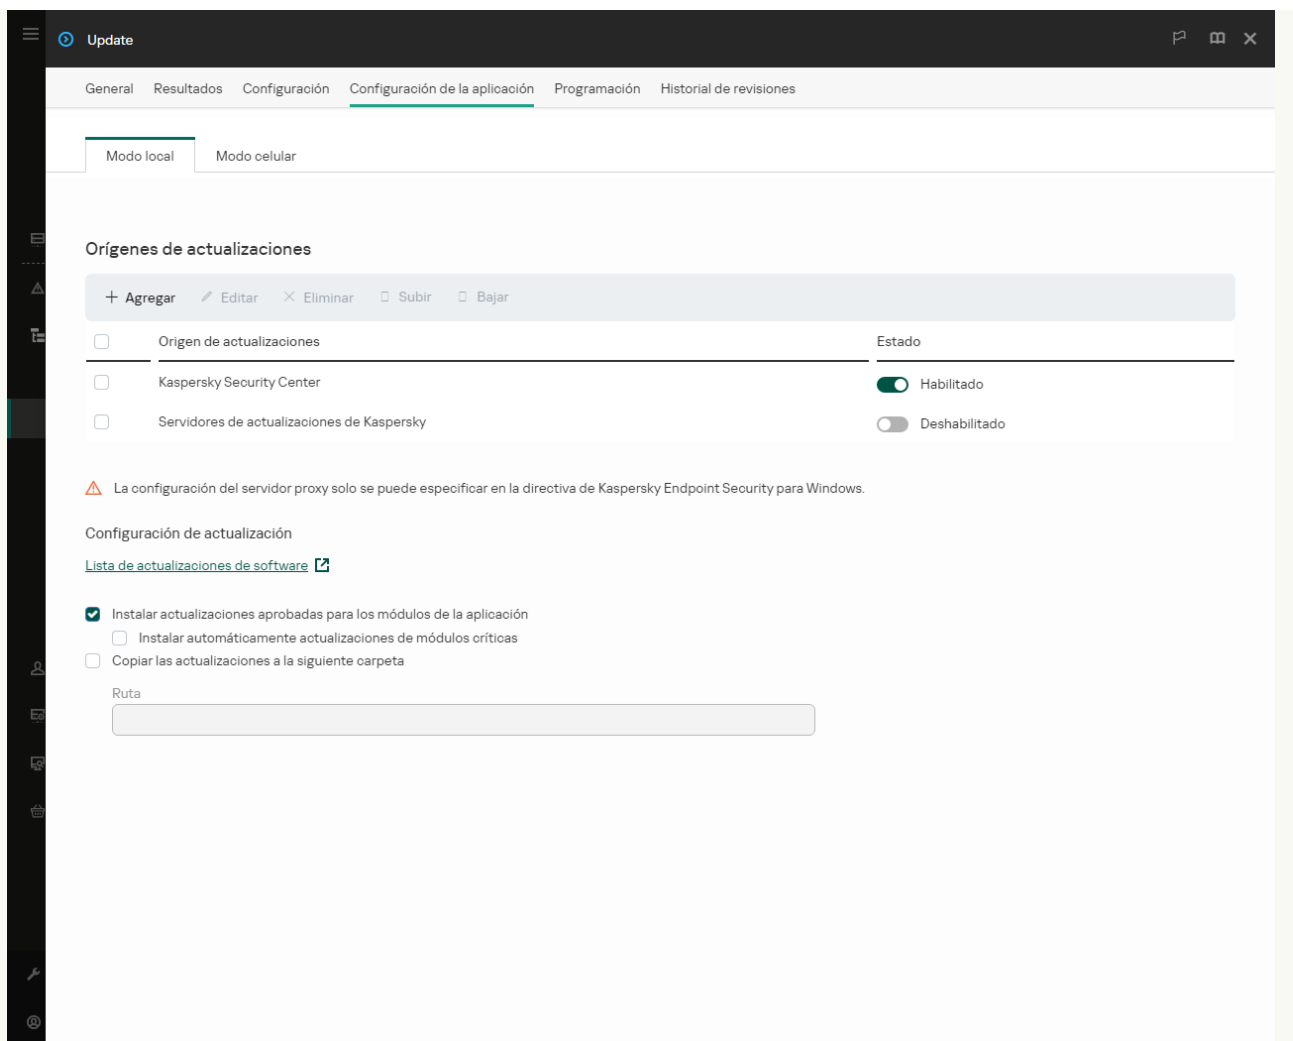 Update
General Resultados Configuración Configuración de la aplicación Programación Historial de revisiones
Modo local Modo celular
Orígenes de actualizaciones
Agregar Editar Eliminar Subir Bajar
Origen de actualizaciones Estado
Kaspersky Security Center Habilitado
Servidores de actualizaciones de Kaspersky Deshabilitado
La configuración del servidor proxy solo se puede especificar en la directiva de Kaspersky Endpoint Security para Windows.
Configuración de actualización
Lista de actualizaciones de software
Instalar actualizaciones aprobadas para los módulos de la aplicación
Instalar automáticamente actualizaciones de módulos críticas
Copiar las actualizaciones a la siguiente carpeta
Ruta